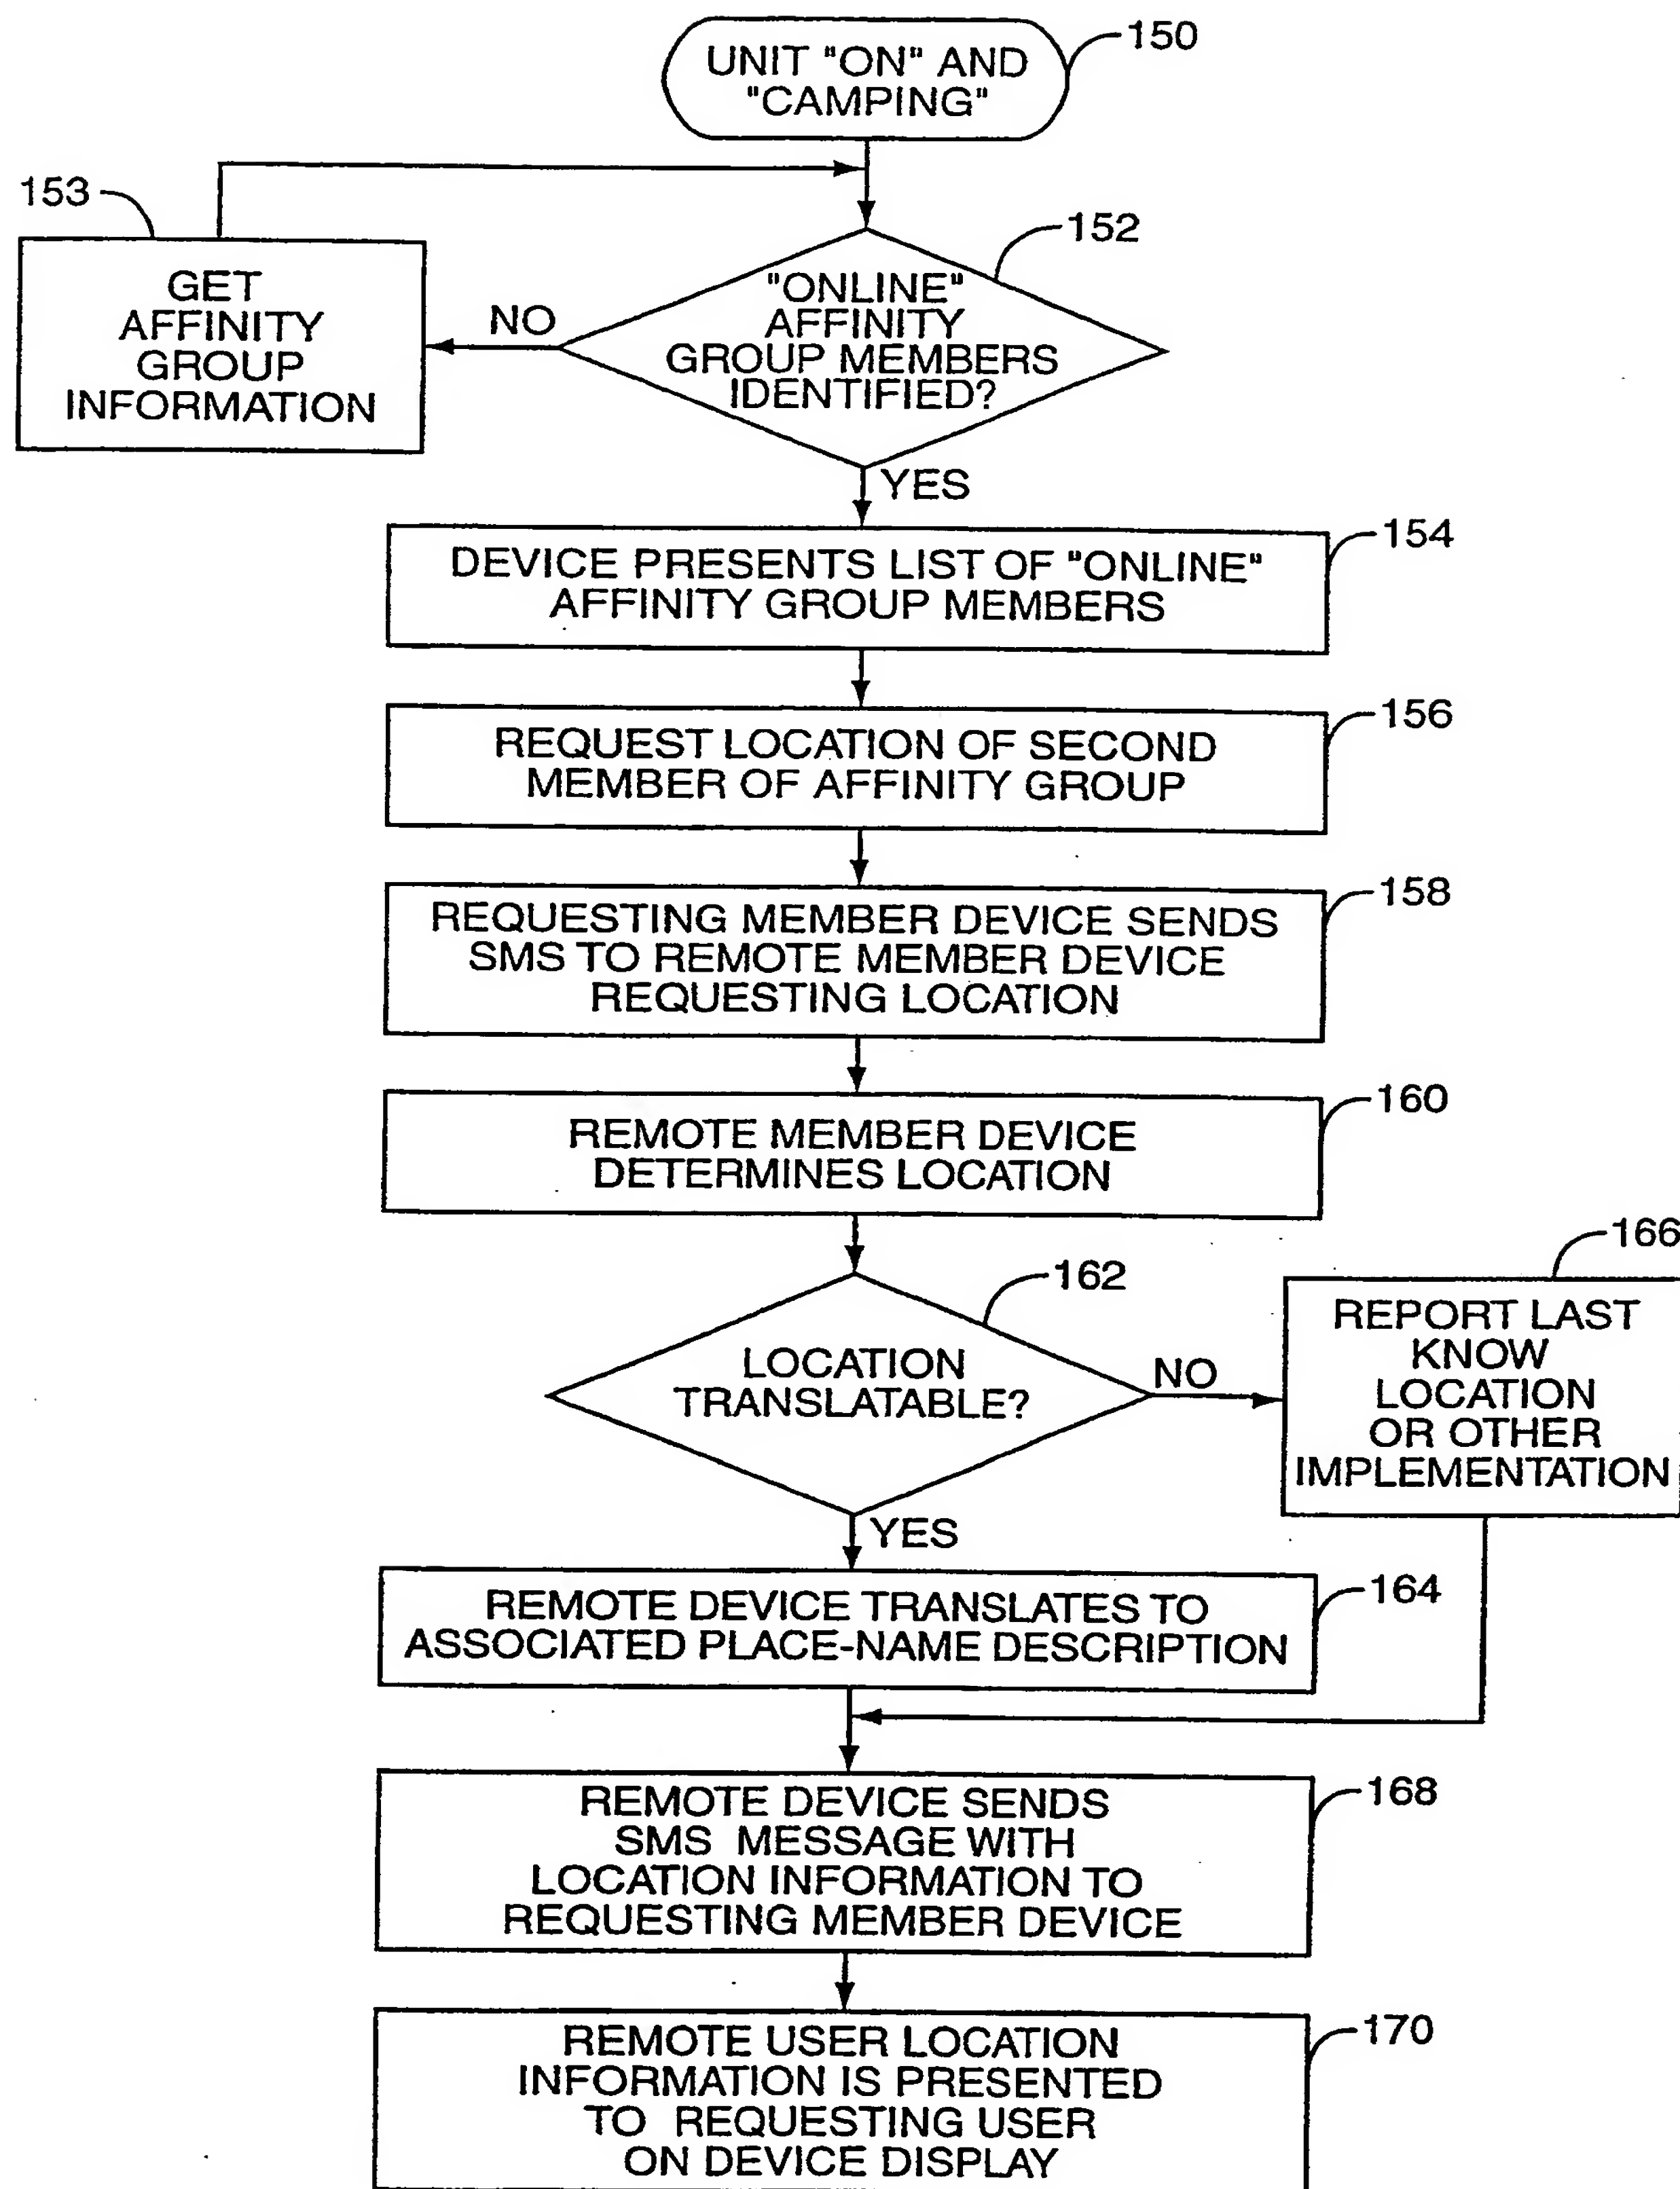 UNIT "ON" AND
"CAMPING"
150
153
152
GET
AFFINITY
GROUP
INFORMATION
NO
"ONLINE"
AFFINITY
GROUP MEMBERS
IDENTIFIED?
YES
154
DEVICE PRESENTS LIST OF "ONLINE"
AFFINITY GROUP MEMBERS
156
REQUEST LOCATION OF SECOND
MEMBER OF AFFINITY GROUP
158
REQUESTING MEMBER DEVICE SENDS
SMS TO REMOTE MEMBER DEVICE
REQUESTING LOCATION
160
REMOTE MEMBER DEVICE
DETERMINES LOCATION
162
LOCATION
TRANSLATABLE?
NO
166
REPORT LAST
KNOW
LOCATION
OR OTHER
IMPLEMENTATION
YES
164
REMOTE DEVICE TRANSLATES TO
ASSOCIATED PLACE-NAME DESCRIPTION
168
REMOTE DEVICE SENDS
SMS MESSAGE WITH
LOCATION INFORMATION TO
REQUESTING MEMBER DEVICE
170
REMOTE USER LOCATION
INFORMATION IS PRESENTED
TO REQUESTING USER
ON DEVICE DISPLAY